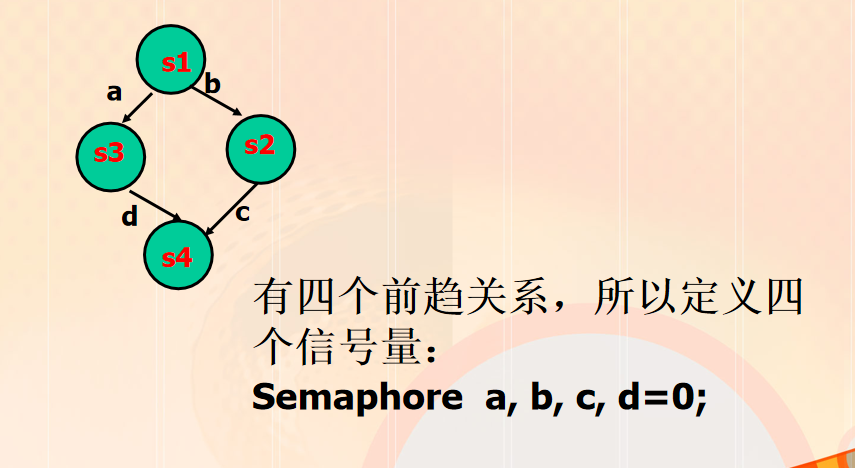 s1
a
b
s3
s2
d
c
s4
有四个前趋关系，所以定义四
个信号量：
Semaphore a, b, c, d=0;